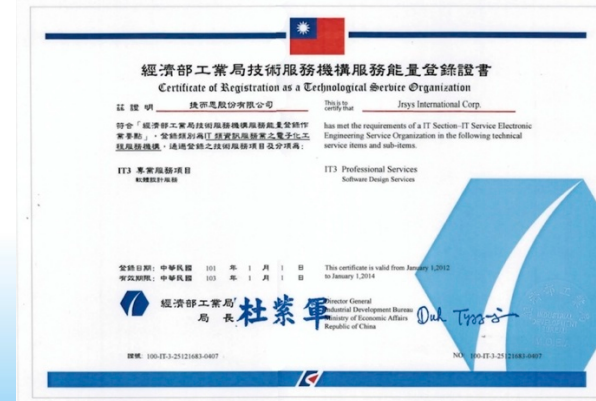 經濟部工業局技術服務機構服務能量登錄證書
Certificate of Registration as a Technological Service Organization
茲證明 捷而思股份有限公司
符合「經濟部工業局技術服務機構服務能量登錄作
業要點」，登錄類別為IT 類資訊服務業之電子化工
程服務機構，通過登錄之技術服務項目及分項為：
IT3 專業服務項目
軟體設計服務
This is to
certify that
Jrsys International Corp.
has met the requirements of a IT Section-IT Service Electronic
Engineering Service Organization in the following technical
service items and sub-items.
IT3 Professional Services
Software Design Services
登錄日期：中華民國 101 年 1 月 1 日
有效期限：中華民國 103 年 1 月 1 日
This certificate is valid from January 1,2012
to January 1,2014
經濟部工業局
局 長 杜紫軍
Director General
Industrial Development Bureau
Ministry of Economic Affairs
Republic of China
證號 100-IT-3-25121683-0407
NO 100-IT-3-25121683-0407